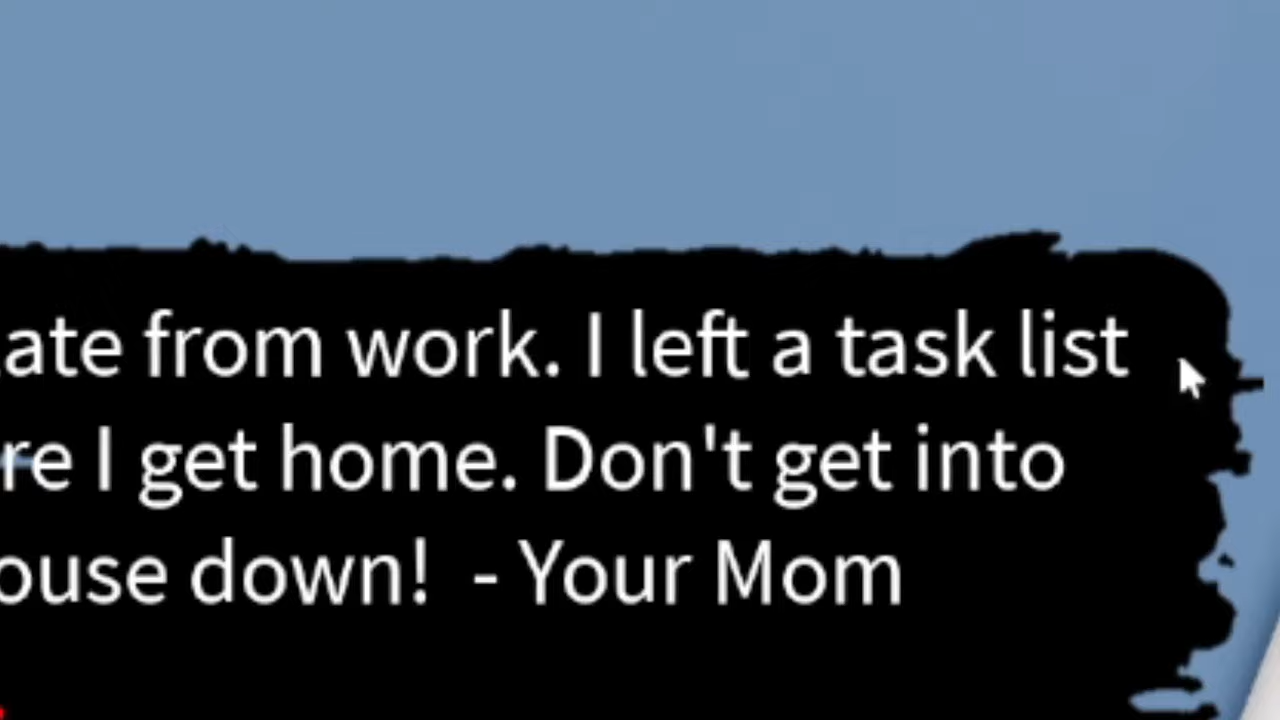 ate from work. I left a task list
re I get home. Don't get into
ouse down!  - Your Mom